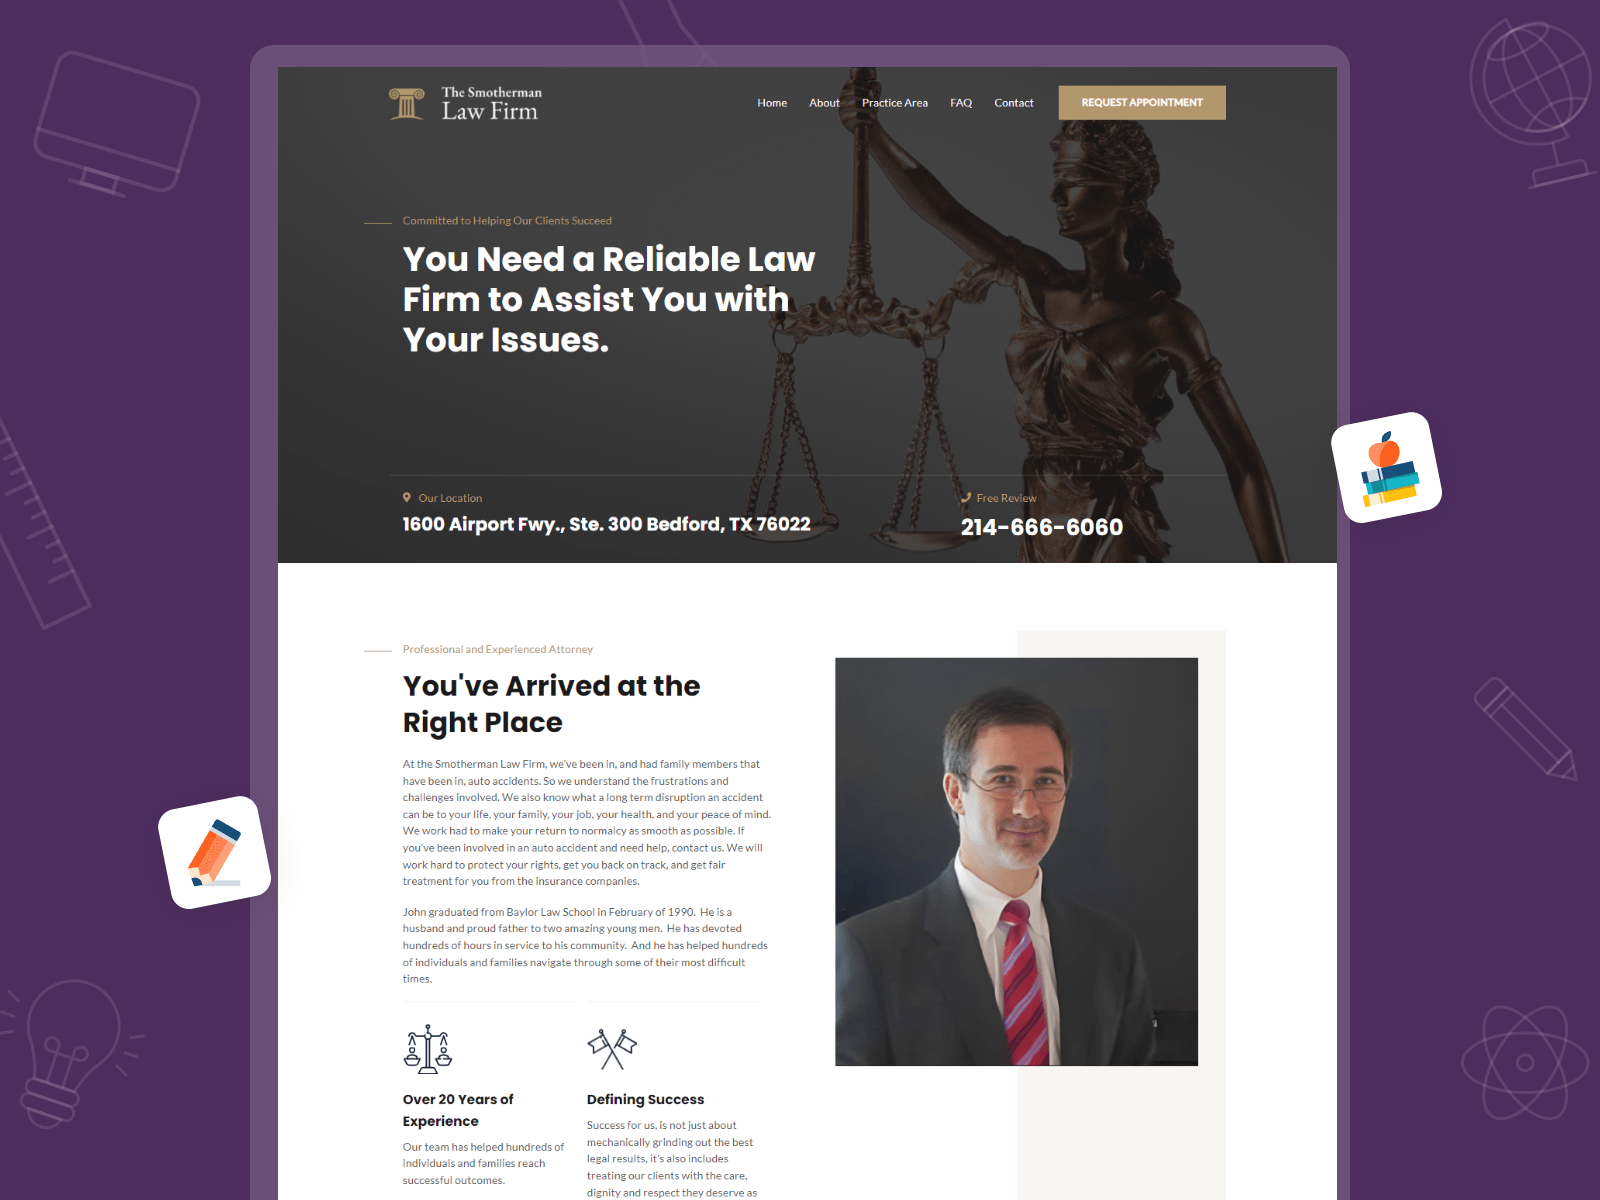 The Smotherman
Law Firm
Home About Practice Area FAQ Contact REQUEST APPOINTMENT
Committed to Helping Our Clients Succeed
You Need a Reliable Law
Firm to Assist You with
Your Issues.
Our Location
1600 Airport Fwy., Ste. 300 Bedford, TX 76022
Free Review
214-666-6060
Professional and Experienced Attorney
You've Arrived at the
Right Place
At the Smotherman Law Firm, we've been in, and had family members that
have been in, auto accidents. So we understand the frustrations and
challenges involved. We also know what a long term disruption an accident
can be to your life, your family, your job, your health, and your peace of mind.
We work had to make your return to normalcy as smooth as possible. If
you've been involved in an auto accident and need help, contact us. We will
work hard to protect your rights, get you back on track, and get fair
treatment for you from the insurance companies.
John graduated from Baylor Law School in February of 1990. He is a
husband and proud father to two amazing young men. He has devoted
hundreds of hours in service to his community. And he has helped hundreds
of individuals and families navigate through some of their most difficult
times.
Over 20 Years of
Experience
Our team has helped hundreds of
individuals and families reach
successful outcomes.
Defining Success
Success for us, is not just about
mechanically grinding out the best
legal results, it's also includes
treating our clients with the care,
dignity and respect they deserve as